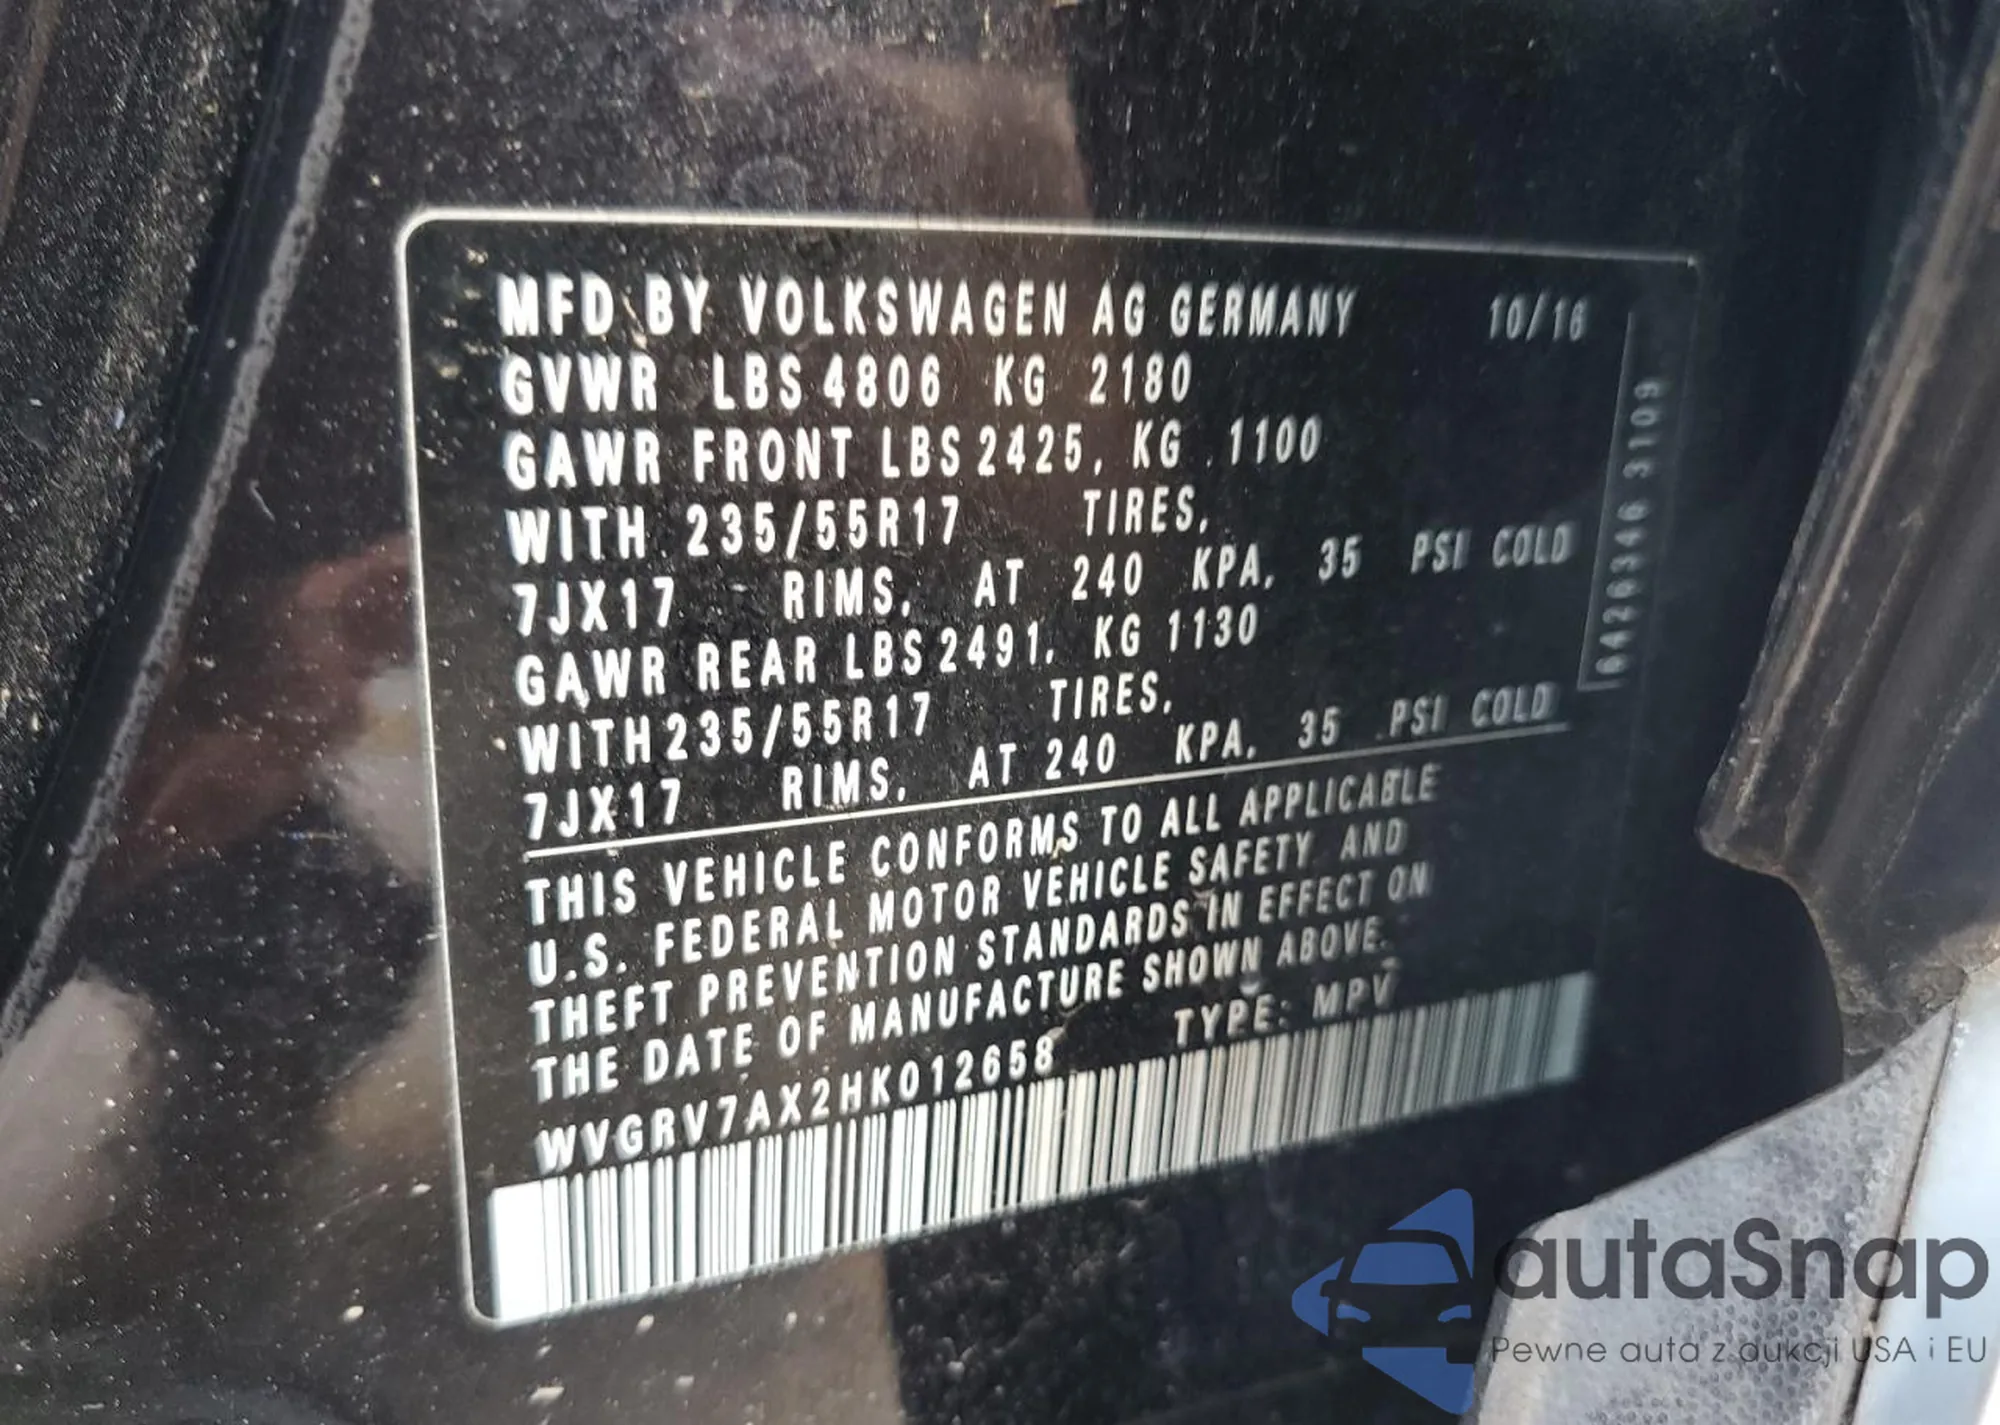 MFD BY VOLKSWAGEN AG GERMANY 10/16
GVWR LBS 4806 KG 2180
GAWR FRONT LBS 2425, KG 1100
WITH 235/55R17 TIRES,
7JX17 RIMS, AT 240 KPA, 35 PSI COLD
GAWR REAR LBS 2491, KG 1130
WITH 235/55R17 TIRES,
7JX17 RIMS, AT 240 KPA, 35 PSI COLD
THIS VEHICLE CONFORMS TO ALL APPLICABLE
U.S. FEDERAL MOTOR VEHICLE SAFETY AND
THEFT PREVENTION STANDARDS IN EFFECT ON
THE DATE OF MANUFACTURE SHOWN ABOVE.
WVGRV7AX2HK012658 TYPE: MPV
autaSnap
Pewne auta z aukcji USA i EU